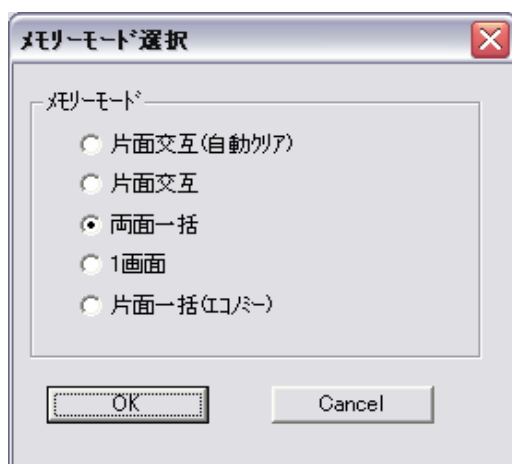 ﾒﾓﾘｰﾓｰﾄﾞ選択
ﾒﾓﾘｰﾓｰﾄﾞ
片面交互(自動ｸﾘｱ)
片面交互
両面一括
1画面
片面一括(ｴｺﾉﾐｰ)
OK
Cancel